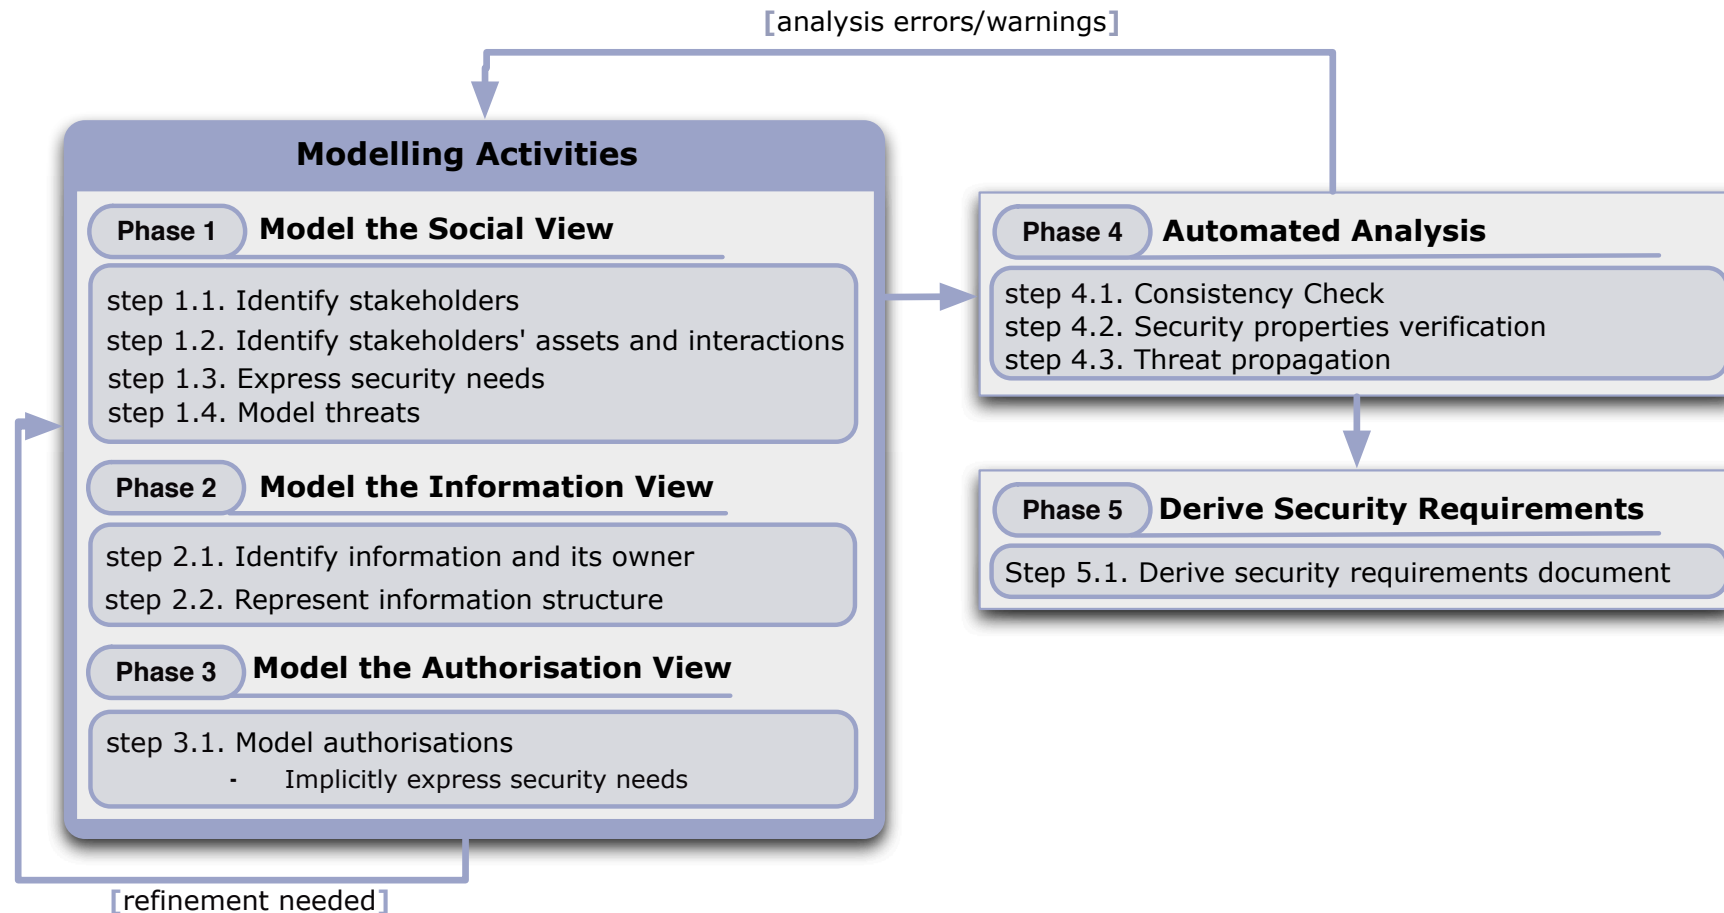 [analysis errors/warnings]
Modelling Activities
Phase 1 Model the Social View
step 1.1. Identify stakeholders
step 1.2. Identify stakeholders' assets and interactions
step 1.3. Express security needs
step 1.4. Model threats
Phase 2 Model the Information View
step 2.1. Identify information and its owner
step 2.2. Represent information structure
Phase 3 Model the Authorisation View
step 3.1. Model authorisations
- Implicitly express security needs
[refinement needed]
Phase 4 Automated Analysis
step 4.1. Consistency Check
step 4.2. Security properties verification
step 4.3. Threat propagation
Phase 5 Derive Security Requirements
Step 5.1. Derive security requirements document